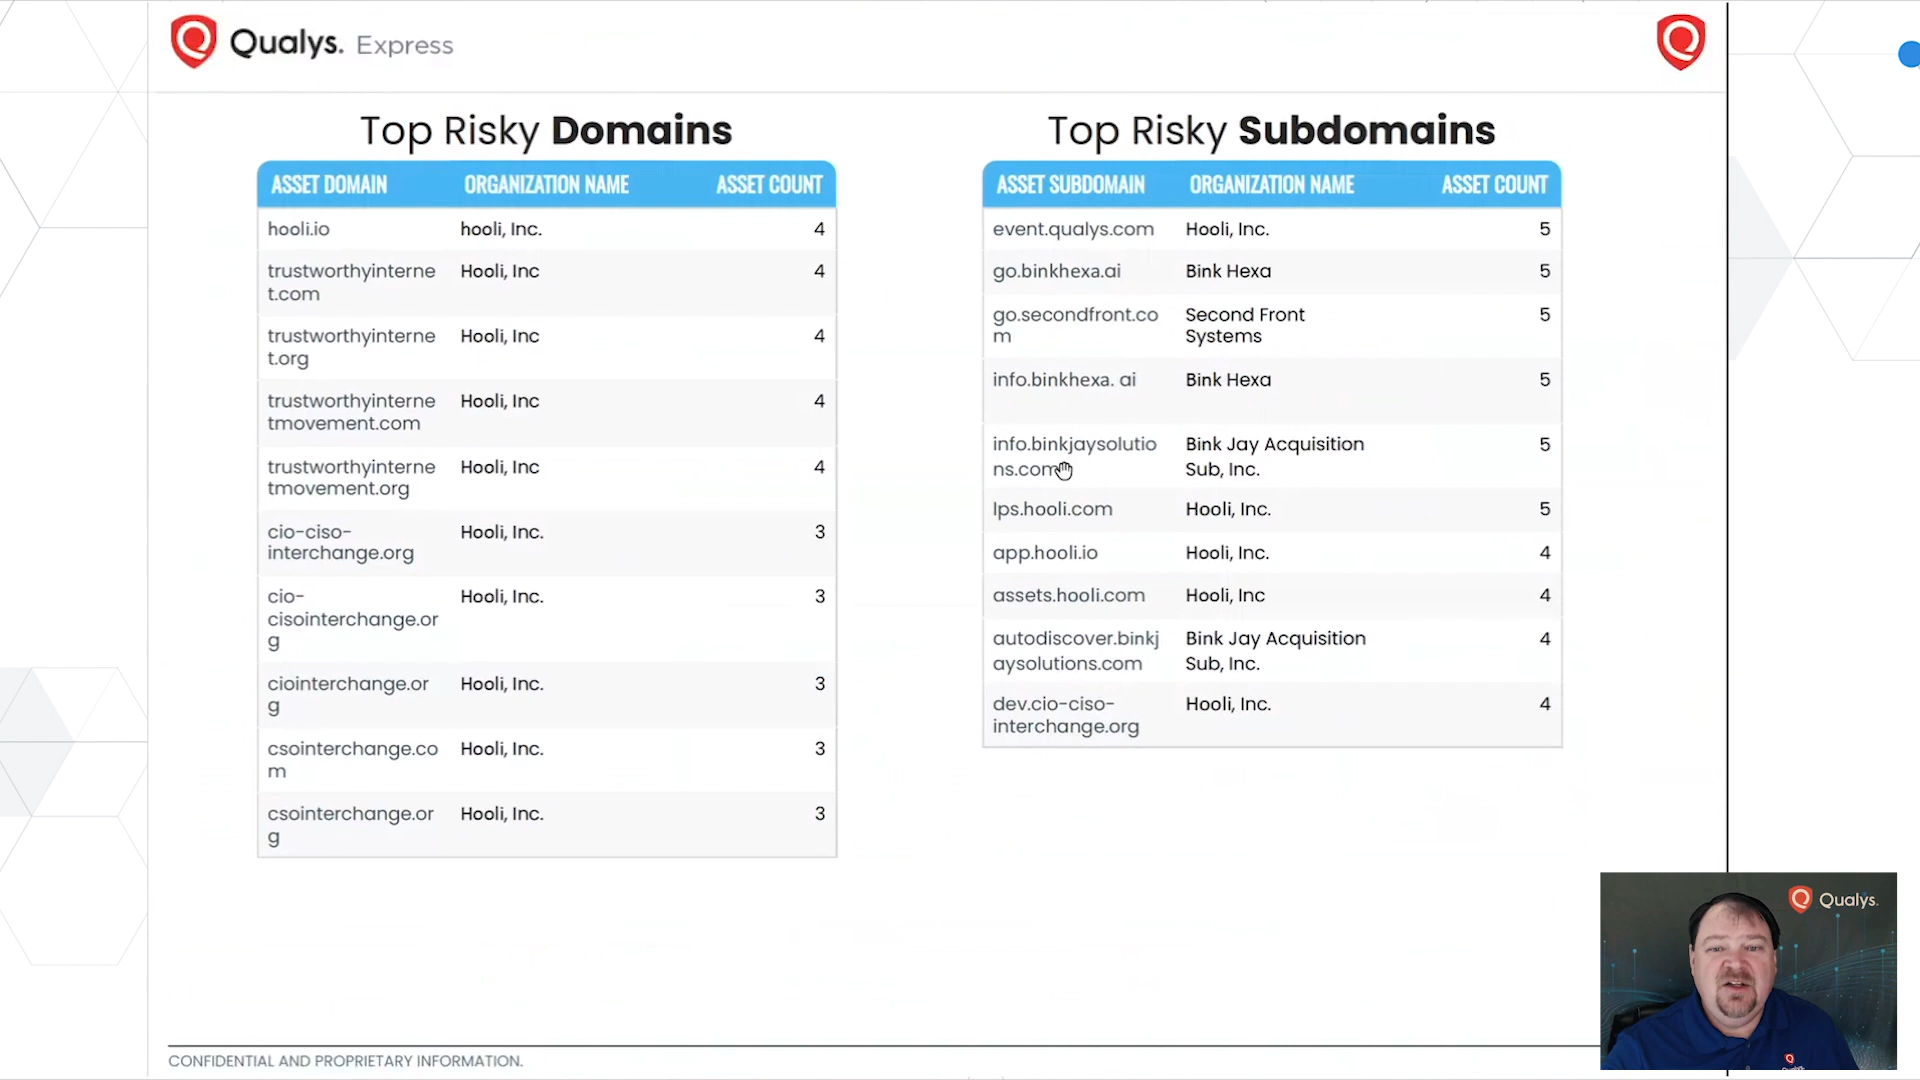 Qualys. Express
Top Risky Domains
ASSET DOMAIN ORGANIZATION NAME ASSET COUNT
hooli.io hooli, Inc. 4
trustworthyinterne Hooli, Inc 4
t.com
trustworthyinterne Hooli, Inc 4
t.org
trustworthyinterne Hooli, Inc 4
tmovement.com
trustworthyinterne Hooli, Inc 4
tmovement.org
cio-ciso- Hooli, Inc. 3
interchange.org
cio- Hooli, Inc. 3
cisointerchange.or
g
ciointerchange.or Hooli, Inc. 3
g
csointerchange.co Hooli, Inc. 3
m
csointerchange.or Hooli, Inc. 3
g
Top Risky Subdomains
ASSET SUBDOMAIN ORGANIZATION NAME ASSET COUNT
event.qualys.com Hooli, Inc. 5
go.binkhexa.ai Bink Hexa 5
go.secondfront.co Second Front 5
m Systems
info.binkhexa. ai Bink Hexa 5
info.binkjaysolutio Bink Jay Acquisition 5
ns.com Sub, Inc.
lps.hooli.com Hooli, Inc. 5
app.hooli.io Hooli, Inc. 4
assets.hooli.com Hooli, Inc 4
autodiscover.binkj Bink Jay Acquisition 4
aysolutions.com Sub, Inc.
dev.cio-ciso- Hooli, Inc. 4
interchange.org
Qualys.
CONFIDENTIAL AND PROPRIETARY INFORMATION.